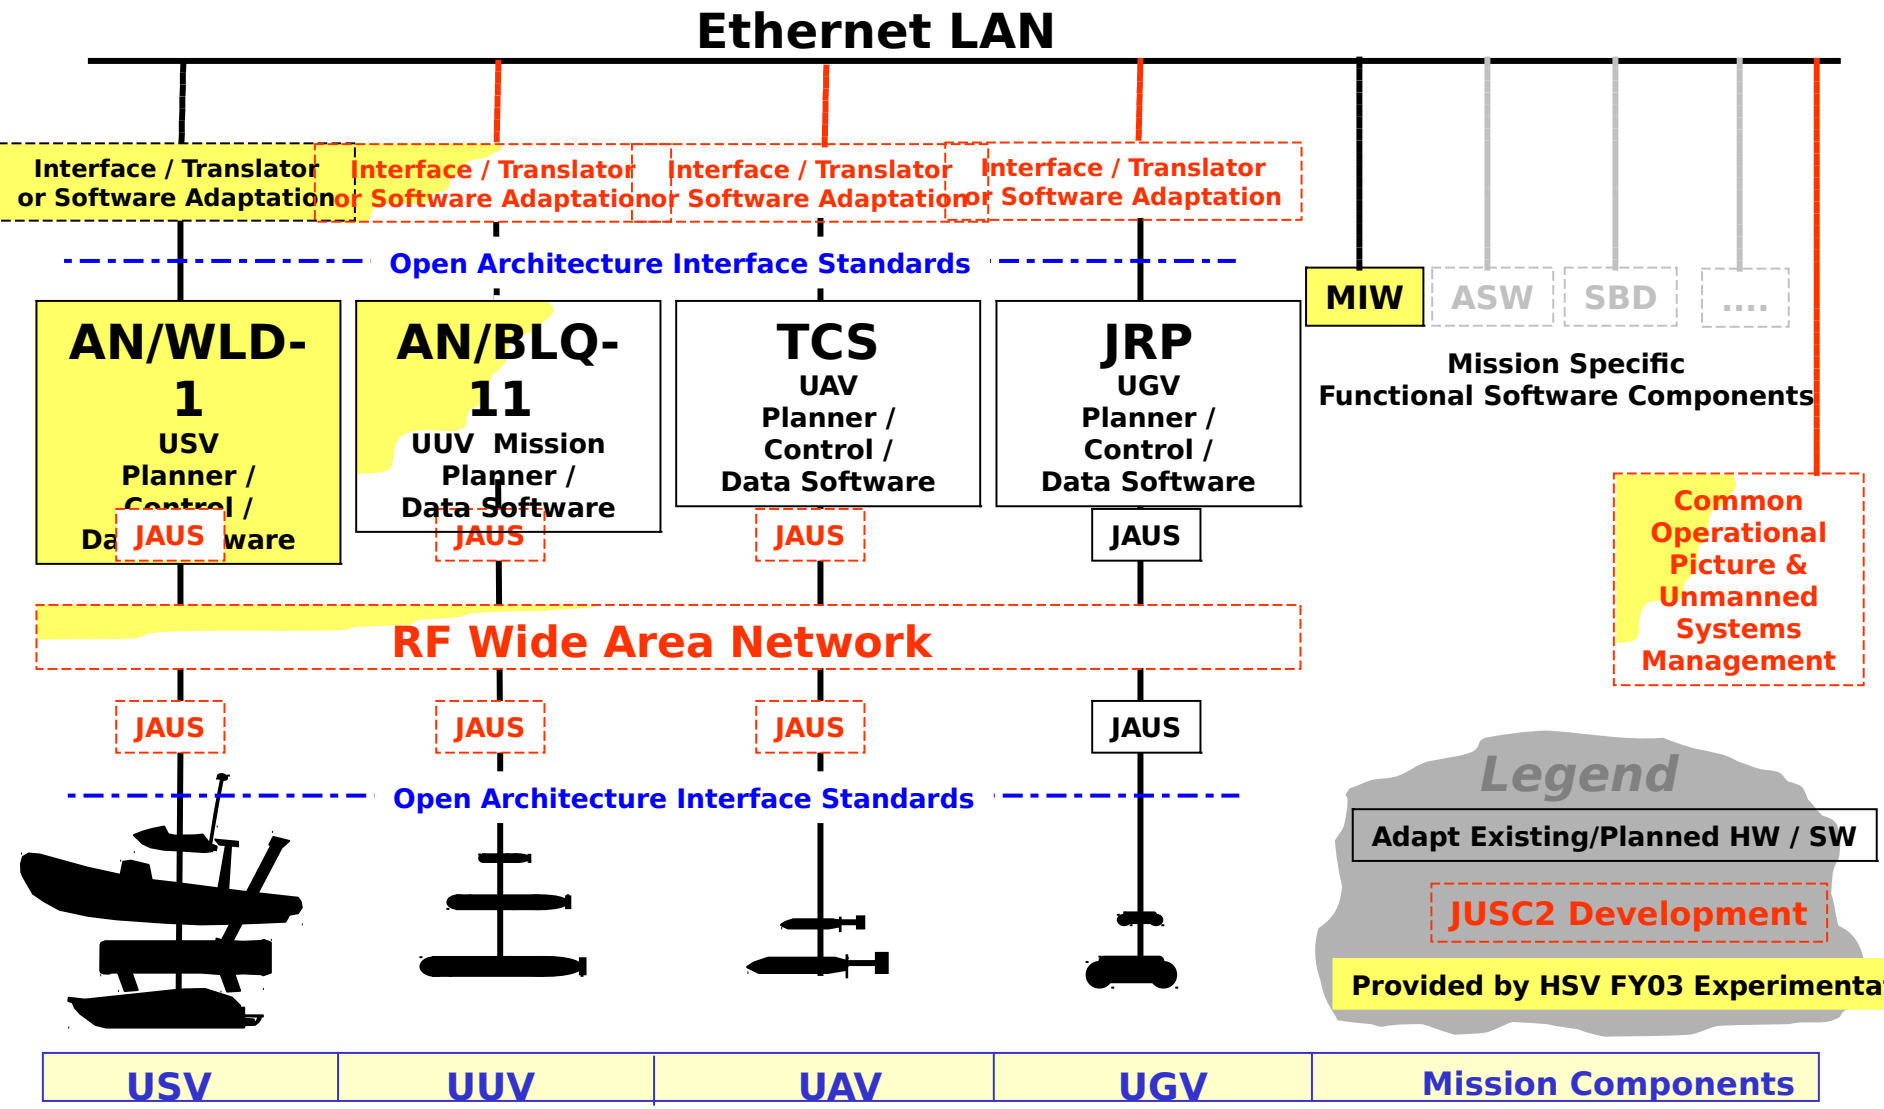 Ethernet LAN
Interface / Translator
or Software Adaptation
Interface / Translator
or Software Adaptation
Interface / Translator
or Software Adaptation
Interface / Translator
or Software Adaptation
Open Architecture Interface Standards
AN/WLD-
1
USV
Planner /
Control /
AN/BLQ-
11
UUV  Mission
Planner /
Data Software
TCS
UAV
Planner /
Control /
Data Software
JRP
UGV
Planner /
Control /
Data Software
MIW
ASW
SBD
....
Mission Specific
Functional Software Components
JAUS
JAUS
JAUS
JAUS
Common
Operational
Picture &
Unmanned
Systems
Management
RF Wide Area Network
JAUS
JAUS
JAUS
JAUS
Open Architecture Interface Standards
Legend
Adapt Existing/Planned HW / SW
JUSC2 Development
Provided by HSV FY03
USV
UUV
UAV
UGV
Mission Components